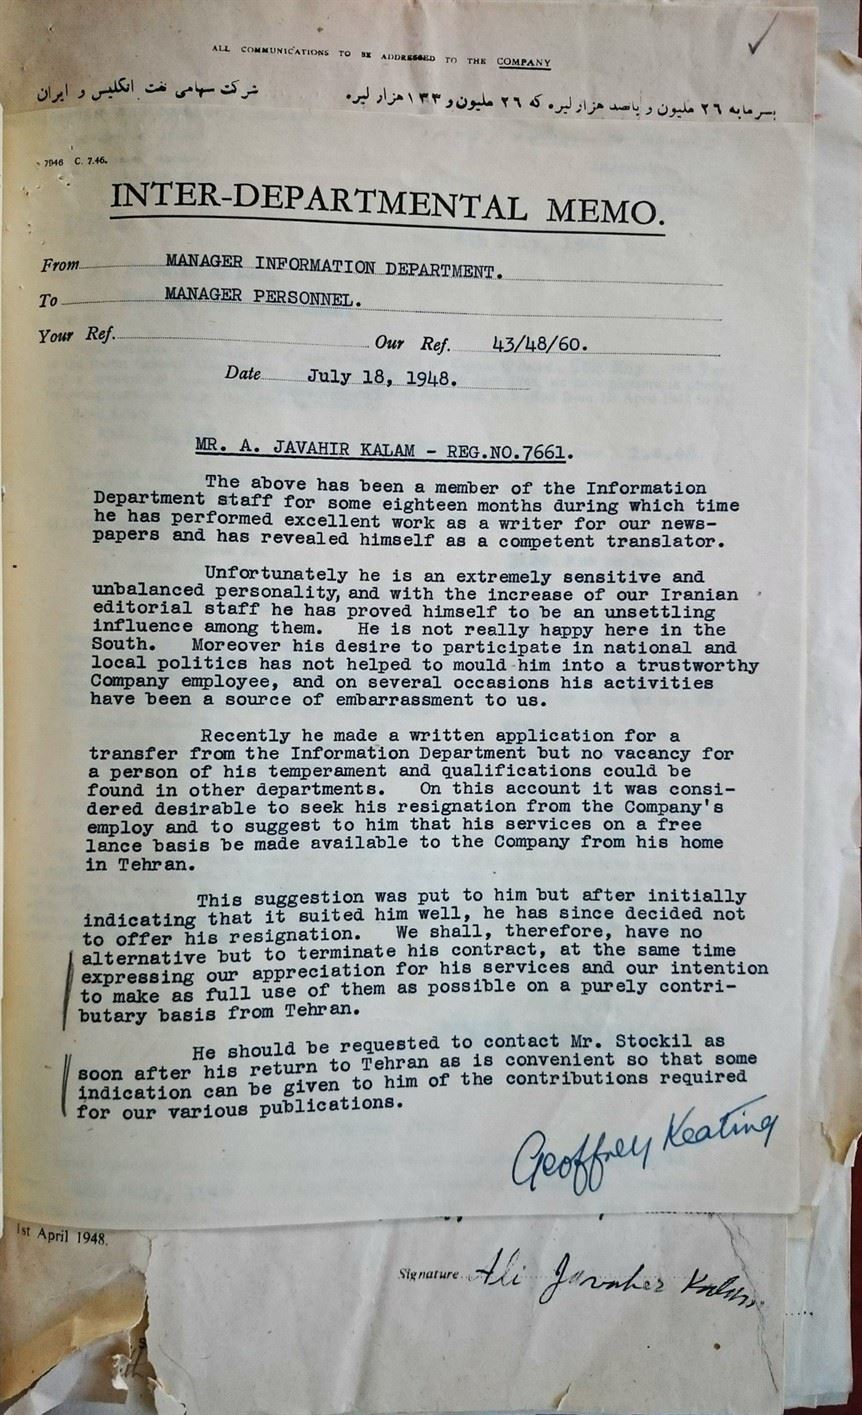 ALL COMMUNICATIONS TO BE ADDRESSED TO THE COMPANY
شرکت سهامی نفت انگلیس و ایران
بسرمایه ۲۶ ملیون و پاصد هزار لیره که ۲۶ ملیون و ۱۳۳ هزار لیره
7946 C. 7.46.
INTER-DEPARTMENTAL MEMO.
From MANAGER INFORMATION DEPARTMENT.
To MANAGER PERSONNEL.
Your Ref. Our Ref. 43/48/60.
Date July 18, 1948.
MR. A. JAVAHIR KALAM - REG.NO.7661.
The above has been a member of the Information
Department staff for some eighteen months during which time
he has performed excellent work as a writer for our news-
papers and has revealed himself as a competent translator.
Unfortunately he is an extremely sensitive and
unbalanced personality, and with the increase of our Iranian
editorial staff he has proved himself to be an unsettling
influence among them. He is not really happy here in the
South. Moreover his desire to participate in national and
local politics has not helped to mould him into a trustworthy
Company employee, and on several occasions his activities
have been a source of embarrassment to us.
Recently he made a written application for a
transfer from the Information Department but no vacancy for
a person of his temperament and qualifications could be
found in other departments. On this account it was consi-
dered desirable to seek his resignation from the Company's
employ and to suggest to him that his services on a free
lance basis be made available to the Company from his home
in Tehran.
This suggestion was put to him but after initially
indicating that it suited him well, he has since decided not
to offer his resignation. We shall, therefore, have no
alternative but to terminate his contract, at the same time
expressing our appreciation for his services and our intention
to make as full use of them as possible on a purely contri-
butary basis from Tehran.
He should be requested to contact Mr. Stockil as
soon after his return to Tehran as is convenient so that some
indication can be given to him of the contributions required
for our various publications.
Geoffrey Keating
1st April 1948.
Signature Ali Javaher Kalam